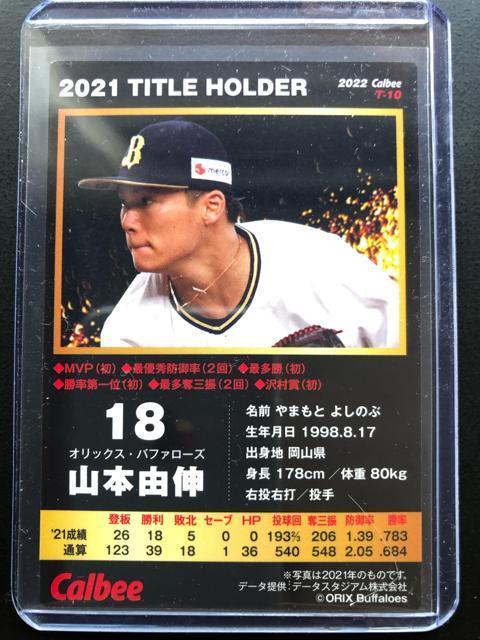 2021 TITLE HOLDER
2022 Calbee
T-10
B
mercari
◆MVP(初) ◆最優秀防御率(2回) ◆最多勝(初)
◆勝率第一位(初) ◆最多奪三振(2回) ◆沢村賞(初)
18
オリックス・バファローズ
山本由伸
名前 やまもと よしのぶ
生年月日 1998.8.17
出身地 岡山県
身長 178cm/体重 80kg
右投右打/投手
登板 勝利 敗北 セーブ HP 投球回 奪三振 防御率 勝率
'21成績 26 18 5 0 0 193⅔ 206 1.39 .783
通算 123 39 18 1 36 540 548 2.05 .684
Calbee
※写真は2021年のものです。
データ提供:データスタジアム株式会社
©ORIX Buffaloes